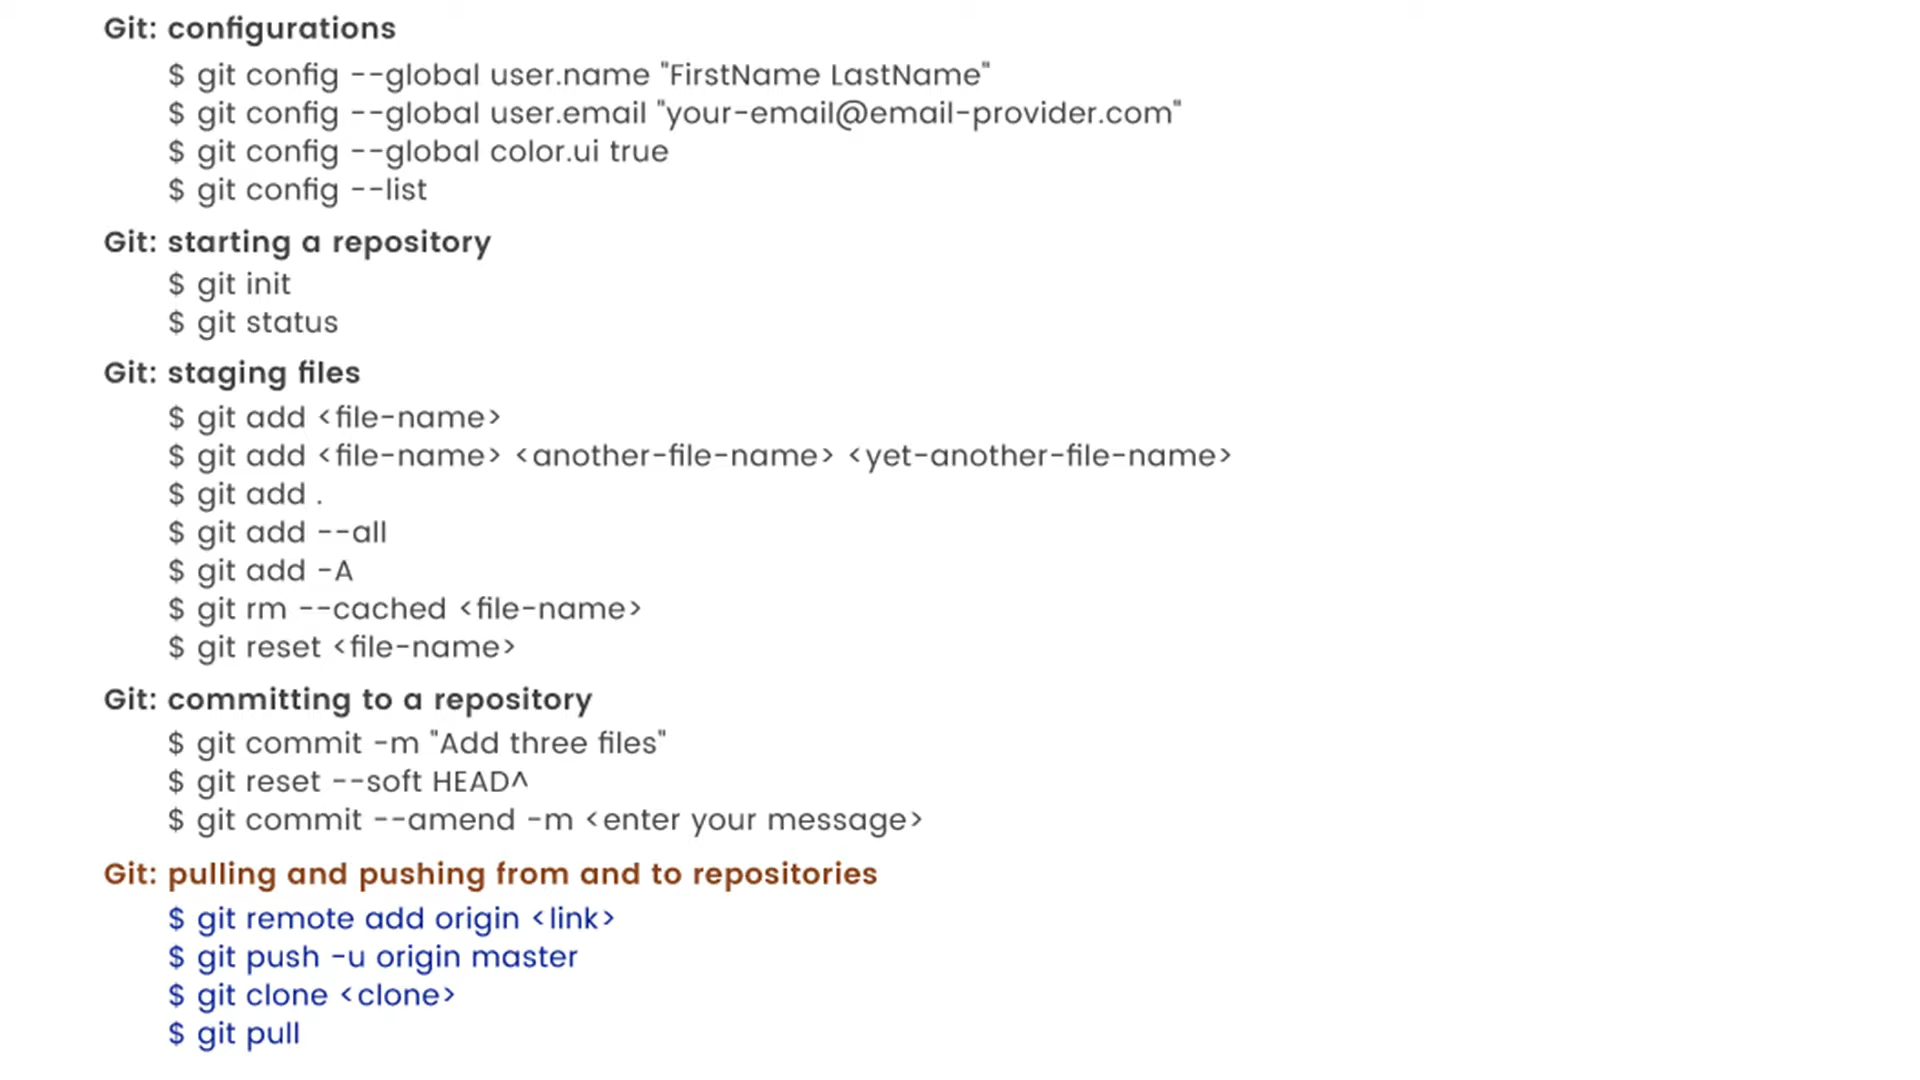 Git: configurations
$ git config --global user.name "FirstName LastName"
$ git config --global user.email "your-email@email-provider.com"
$ git config --global color.ui true
$ git config --list
Git: starting a repository
$ git init
$ git status
Git: staging files
$ git add <file-name>
$ git add <file-name> <another-file-name> <yet-another-file-name>
$ git add .
$ git add --all
$ git add -A
$ git rm --cached <file-name>
$ git reset <file-name>
Git: committing to a repository
$ git commit -m "Add three files"
$ git reset --soft HEAD^
$ git commit --amend -m <enter your message>
Git: pulling and pushing from and to repositories
$ git remote add origin <link>
$ git push -u origin master
$ git clone <clone>
$ git pull